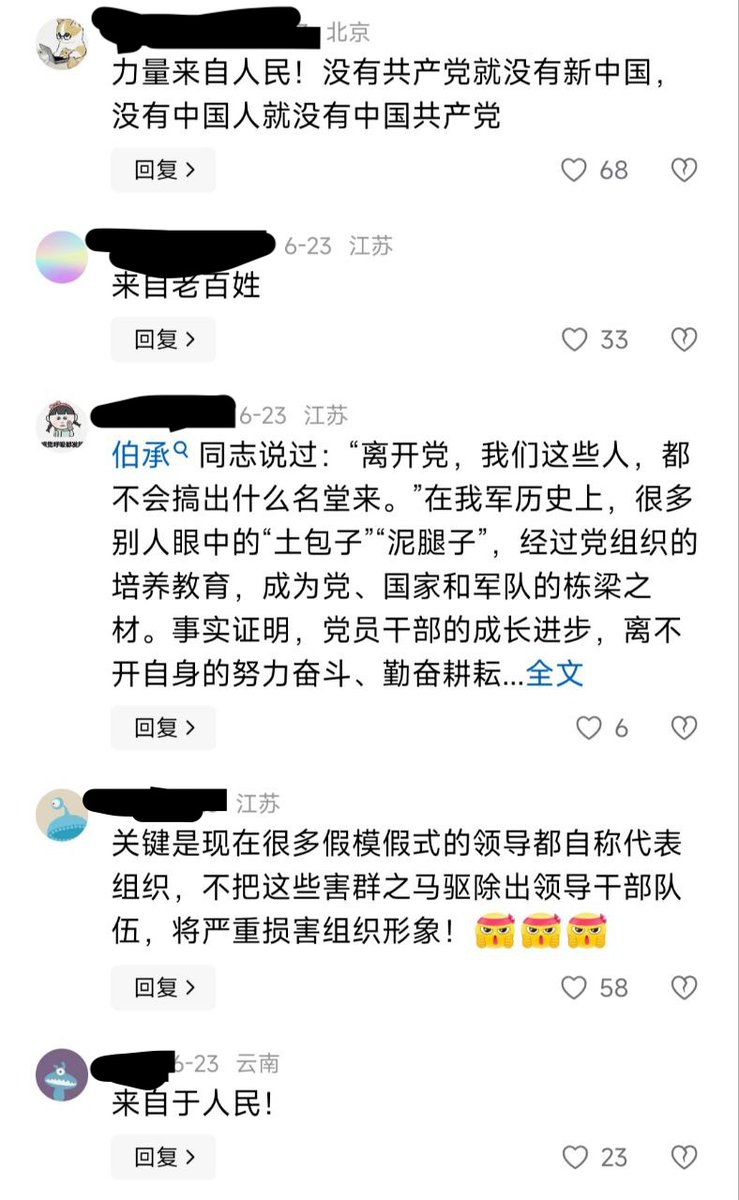 北京
力量来自人民！没有共产党就没有新中国，
没有中国人就没有中国共产党
回复 >
68
6-23 江苏
来自老百姓
回复 >
33
6-23 江苏
伯承 同志说过：“离开党，我们这些人，都
不会搞出什么名堂来。”在我军历史上，很多
别人眼中的“土包子”“泥腿子”，经过党组织的
培养教育，成为党、国家和军队的栋梁之
材。事实证明，党员干部的成长进步，离不
开自身的努力奋斗、勤奋耕耘...全文
回复 >
6
江苏
关键是现在很多假模假式的领导都自称代表
组织，不把这些害群之马驱除出领导干部队
伍，将严重损害组织形象！
回复 >
58
6-23 云南
来自于人民！
回复 >
23